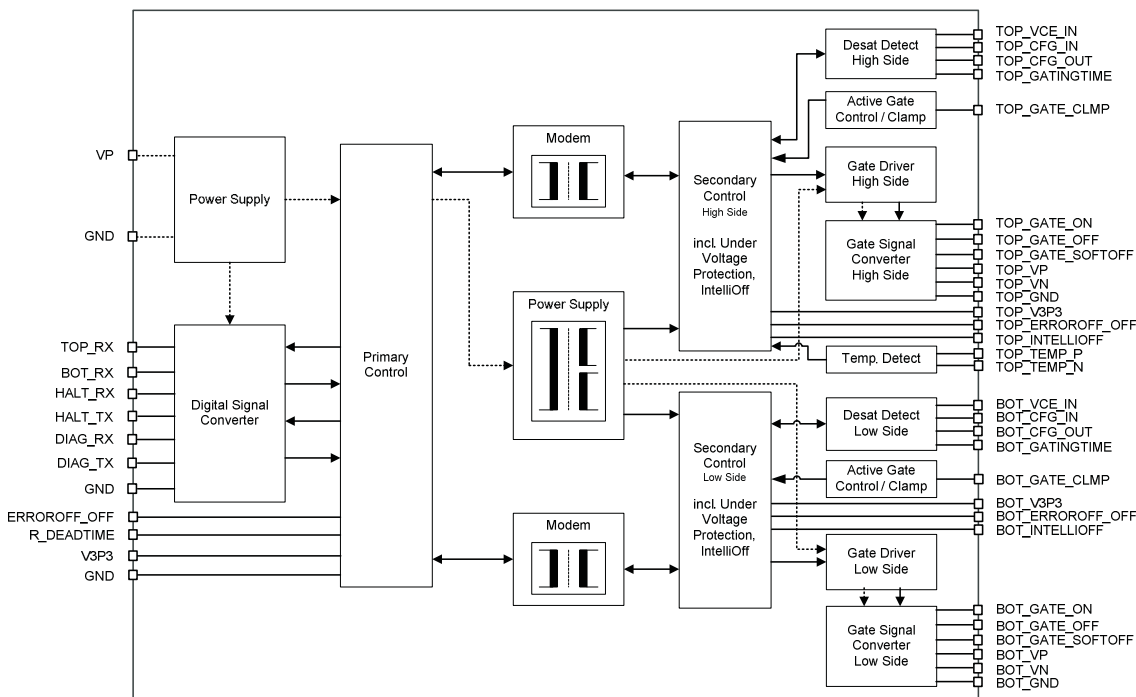 VP
GND
TOP_RX
BOT_RX
HALT_RX
HALT_TX
DIAG_RX
DIAG_TX
GND
ERROROFF_OFF
R_DEADTIME
V3P3
GND
Power Supply
Digital Signal
Converter
Primary
Control
Modem
Power Supply
Modem
Secondary
Control
High Side
incl. Under
Voltage
Protection,
IntelliOff
Secondary
Control
Low Side
incl. Under
Voltage
Protection,
IntelliOff
Desat Detect
High Side
Active Gate
Control / Clamp
Gate Driver
High Side
Gate Signal
Converter
High Side
Temp. Detect
Desat Detect
Low Side
Active Gate
Control / Clamp
Gate Driver
Low Side
Gate Signal
Converter
Low Side
TOP_VCE_IN
TOP_CFG_IN
TOP_CFG_OUT
TOP_GATINGTIME
TOP_GATE_CLMP
TOP_GATE_ON
TOP_GATE_OFF
TOP_GATE_SOFTOFF
TOP_VP
TOP_VN
TOP_GND
TOP_V3P3
TOP_ERROROFF_OFF
TOP_INTELLIOFF
TOP_TEMP_P
TOP_TEMP_N
BOT_VCE_IN
BOT_CFG_IN
BOT_CFG_OUT
BOT_GATINGTIME
BOT_GATE_CLMP
BOT_V3P3
BOT_ERROROFF_OFF
BOT_INTELLIOFF
BOT_GATE_ON
BOT_GATE_OFF
BOT_GATE_SOFTOFF
BOT_VP
BOT_VN
BOT_GND